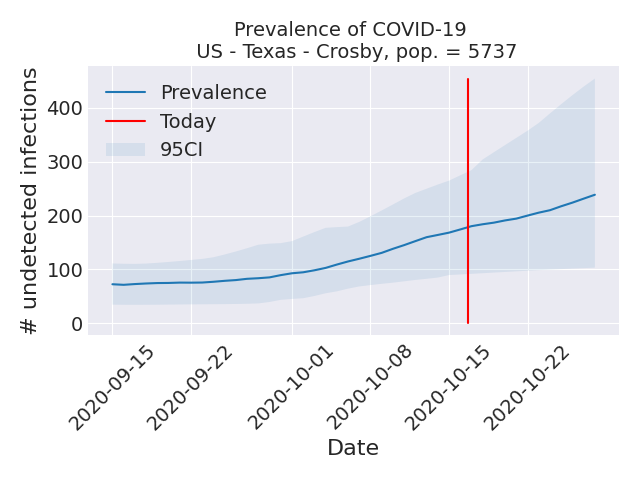 Prevalence of COVID-19
US - Texas - Crosby, pop. = 5737
# undetected infections
400
300
200
100
0
Prevalence
Today
95CI
2020-09-15
2020-09-22
2020-10-01
2020-10-08
2020-10-15
2020-10-22
Date